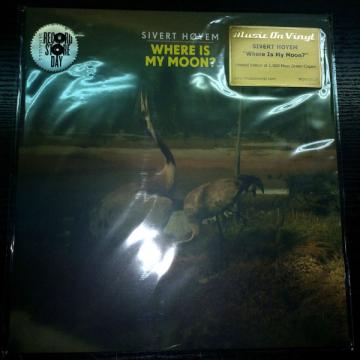 RECORD
STORE
DAY
SIVERT HØYEM
WHERE IS
MY MOON?
Music On Vinyl
SIVERT HØYEM
"Where Is My Moon?"